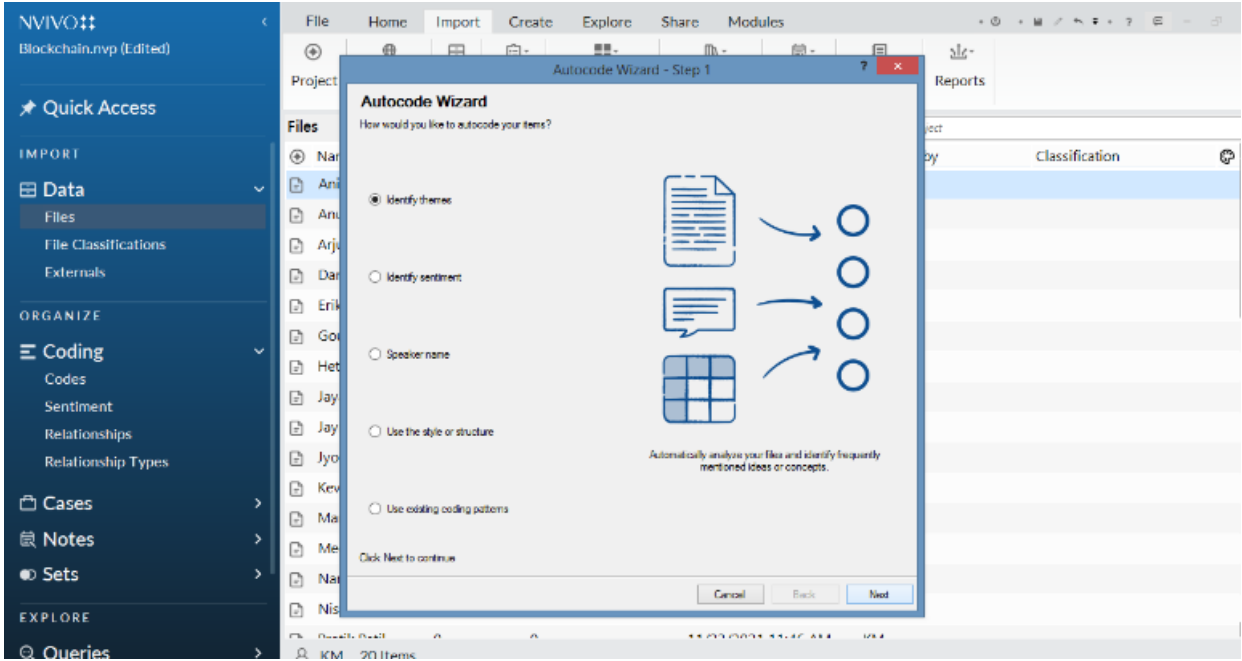 NVIVO
Blockchain.nvp (Edited)
Quick Access
IMPORT
Data
Files
File Classifications
Externals
ORGANIZE
Coding
Codes
Sentiment
Relationships
Relationship Types
Cases
Notes
Sets
EXPLORE
Queries
File Home Import Create Explore Share Modules
Project
Reports
Files
Classification
by
Autocode Wizard - Step 1
Autocode Wizard
How would you like to autocode your items?
Identify themes
Identify sentiment
Speaker name
Use the style or structure
Use existing coding patterns
Automatically analyze your files and identify frequently
mentioned ideas or concepts.
Click Next to continue
Cancel Back Next
KM 20 Items